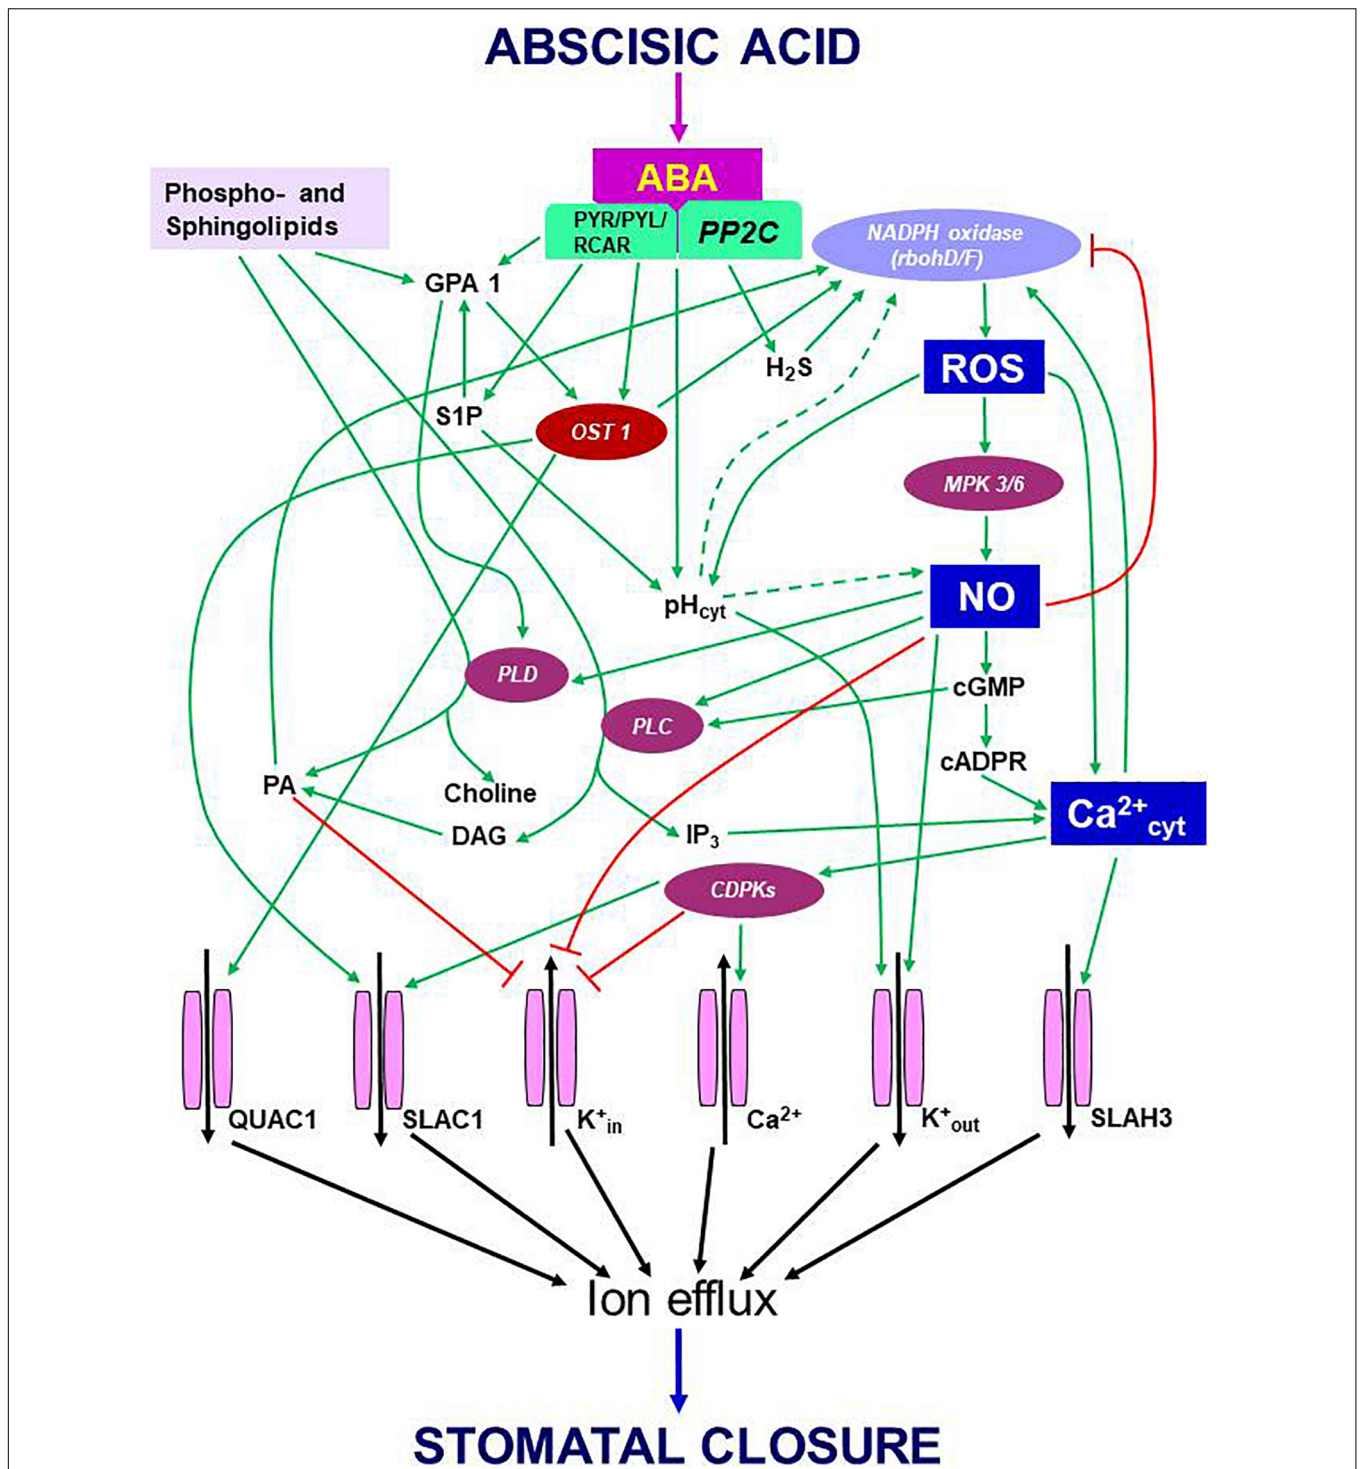 ABSCISIC ACID
ABA
Phospho- and
Sphingolipids
PYR/PYL/
RCAR
PP2C
NADPH oxidase
(rbohD/F)
GPA 1
H₂S
ROS
S1P
OST 1
MPK 3/6
NO
pHcyt
PLD
cGMP
PLC
cADPR
PA
Choline
Ca²⁺cyt
DAG
IP₃
CDPKs
QUAC1
SLAC1
K⁺in
Ca²⁺
K⁺out
SLAH3
Ion efflux
STOMATAL CLOSURE